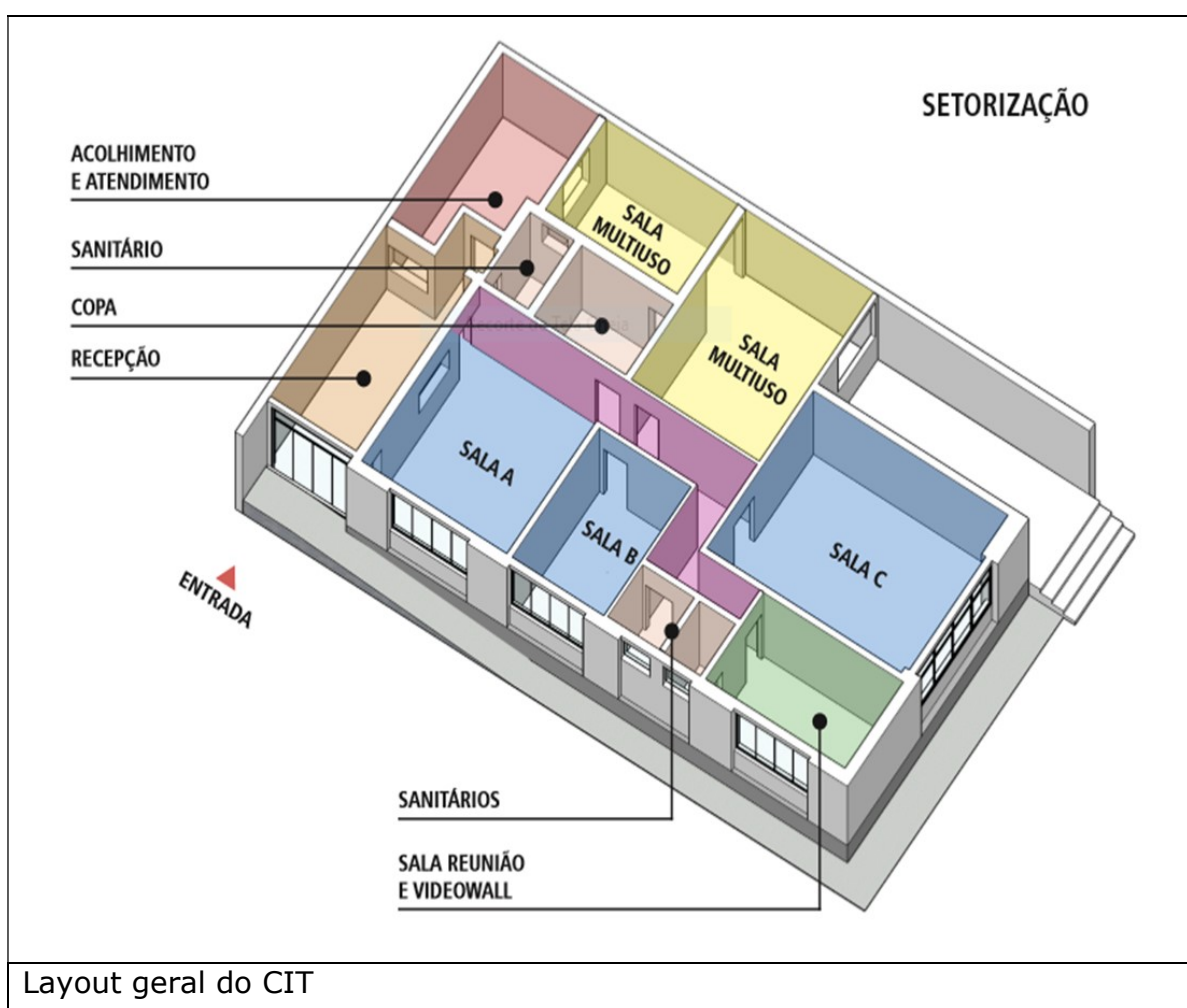 SETORIZAÇÃO
ACOLHIMENTO
E ATENDIMENTO
SANITÁRIO
COPA
RECEPÇÃO
SALA
MULTIUSO
SALA
MULTIUSO
SALA A
SALA B
SALA C
ENTRADA
SANITÁRIOS
SALA REUNIÃO
E VIDEOWALL
Layout geral do CIT